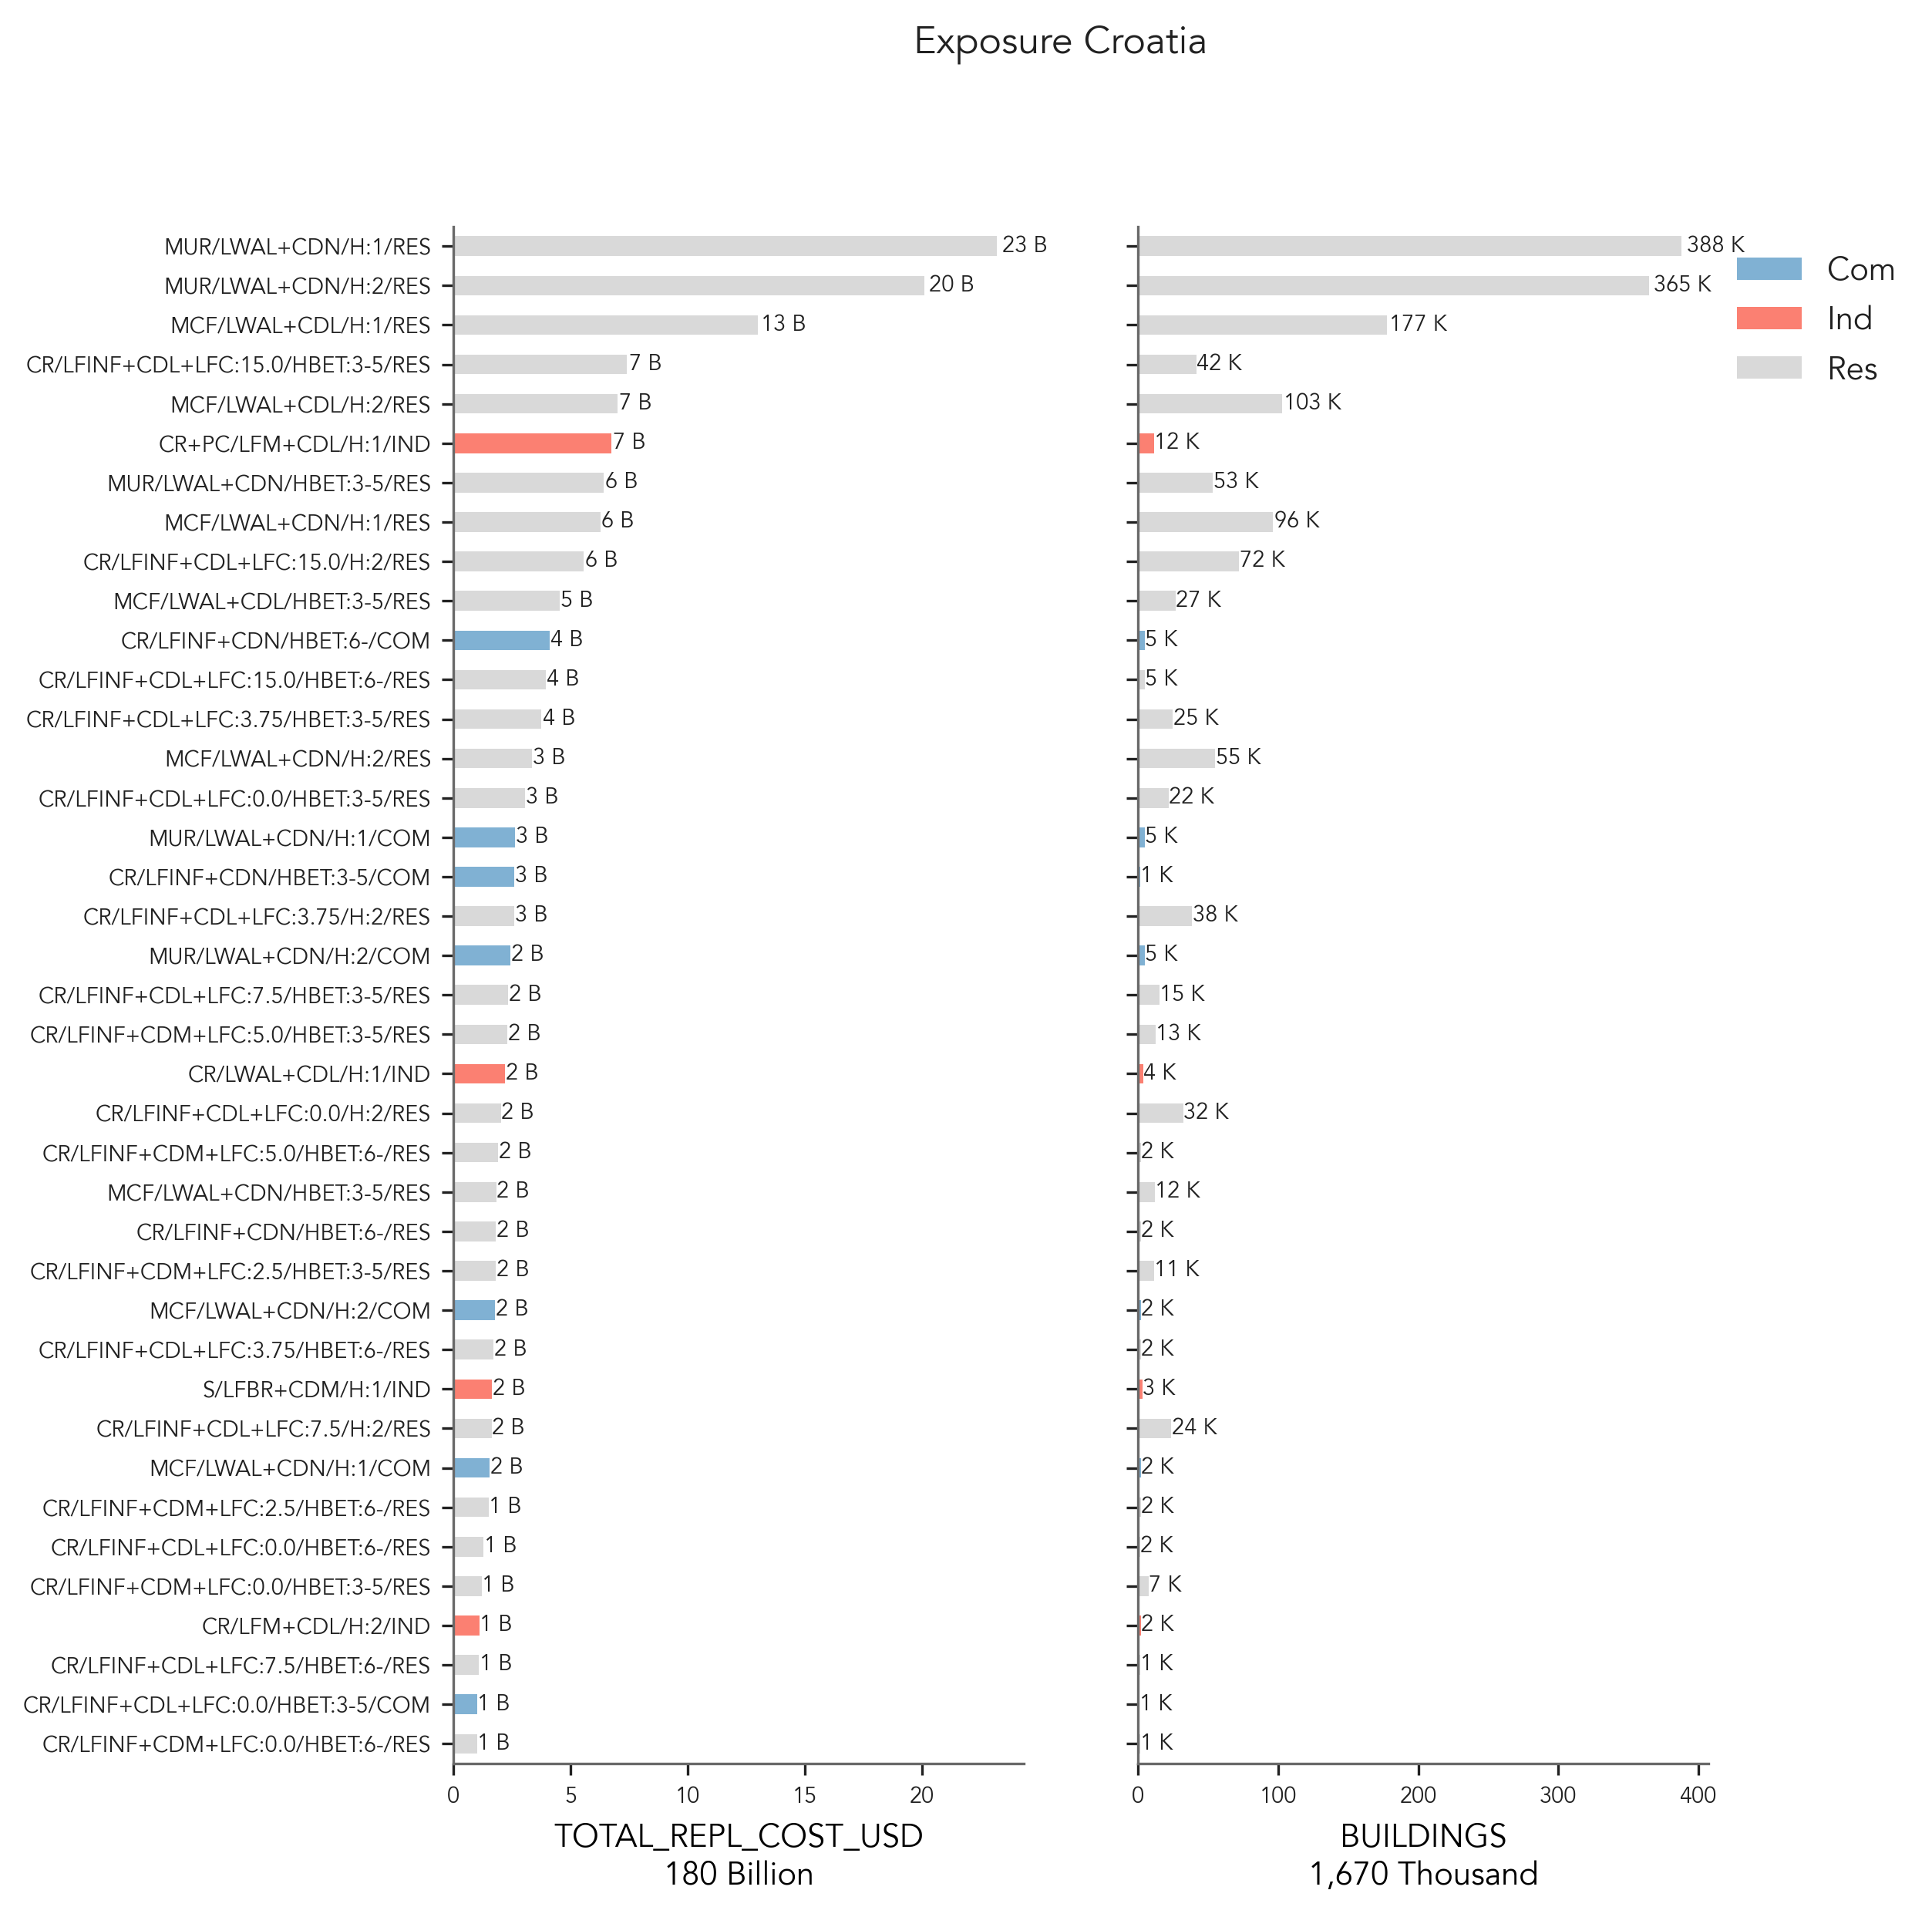 Exposure Croatia
MUR/LWAL+CDN/H:1/RES 23 B 388 K
MUR/LWAL+CDN/H:2/RES 20 B 365 K
MCF/LWAL+CDL/H:1/RES 13 B 177 K
CR/LFINF+CDL+LFC:15.0/HBET:3-5/RES 7 B 42 K
MCF/LWAL+CDL/H:2/RES 7 B 103 K
CR+PC/LFM+CDL/H:1/IND 7 B 12 K
MUR/LWAL+CDN/HBET:3-5/RES 6 B 53 K
MCF/LWAL+CDN/H:1/RES 6 B 96 K
CR/LFINF+CDL+LFC:15.0/H:2/RES 6 B 72 K
MCF/LWAL+CDL/HBET:3-5/RES 5 B 27 K
CR/LFINF+CDN/HBET:6-/COM 4 B 5 K
CR/LFINF+CDL+LFC:15.0/HBET:6-/RES 4 B 5 K
CR/LFINF+CDL+LFC:3.75/HBET:3-5/RES 4 B 25 K
MCF/LWAL+CDN/H:2/RES 3 B 55 K
CR/LFINF+CDL+LFC:0.0/HBET:3-5/RES 3 B 22 K
MUR/LWAL+CDN/H:1/COM 3 B 5 K
CR/LFINF+CDN/HBET:3-5/COM 3 B 1 K
CR/LFINF+CDL+LFC:3.75/H:2/RES 3 B 38 K
MUR/LWAL+CDN/H:2/COM 2 B 5 K
CR/LFINF+CDL+LFC:7.5/HBET:3-5/RES 2 B 15 K
CR/LFINF+CDM+LFC:5.0/HBET:3-5/RES 2 B 13 K
CR/LWAL+CDL/H:1/IND 2 B 4 K
CR/LFINF+CDL+LFC:0.0/H:2/RES 2 B 32 K
CR/LFINF+CDM+LFC:5.0/HBET:6-/RES 2 B 2 K
MCF/LWAL+CDN/HBET:3-5/RES 2 B 12 K
CR/LFINF+CDN/HBET:6-/RES 2 B 2 K
CR/LFINF+CDM+LFC:2.5/HBET:3-5/RES 2 B 11 K
MCF/LWAL+CDN/H:2/COM 2 B 2 K
CR/LFINF+CDL+LFC:3.75/HBET:6-/RES 2 B 2 K
S/LFBR+CDM/H:1/IND 2 B 3 K
CR/LFINF+CDL+LFC:7.5/H:2/RES 2 B 24 K
MCF/LWAL+CDN/H:1/COM 2 B 2 K
CR/LFINF+CDM+LFC:2.5/HBET:6-/RES 1 B 2 K
CR/LFINF+CDL+LFC:0.0/HBET:6-/RES 1 B 2 K
CR/LFINF+CDM+LFC:0.0/HBET:3-5/RES 1 B 7 K
CR/LFM+CDL/H:2/IND 1 B 2 K
CR/LFINF+CDL+LFC:7.5/HBET:6-/RES 1 B 1 K
CR/LFINF+CDL+LFC:0.0/HBET:3-5/COM 1 B 1 K
CR/LFINF+CDM+LFC:0.0/HBET:6-/RES 1 B 1 K
0 5 10 15 20
TOTAL_REPL_COST_USD
180 Billion
0 100 200 300 400
BUILDINGS
1,670 Thousand
Com
Ind
Res